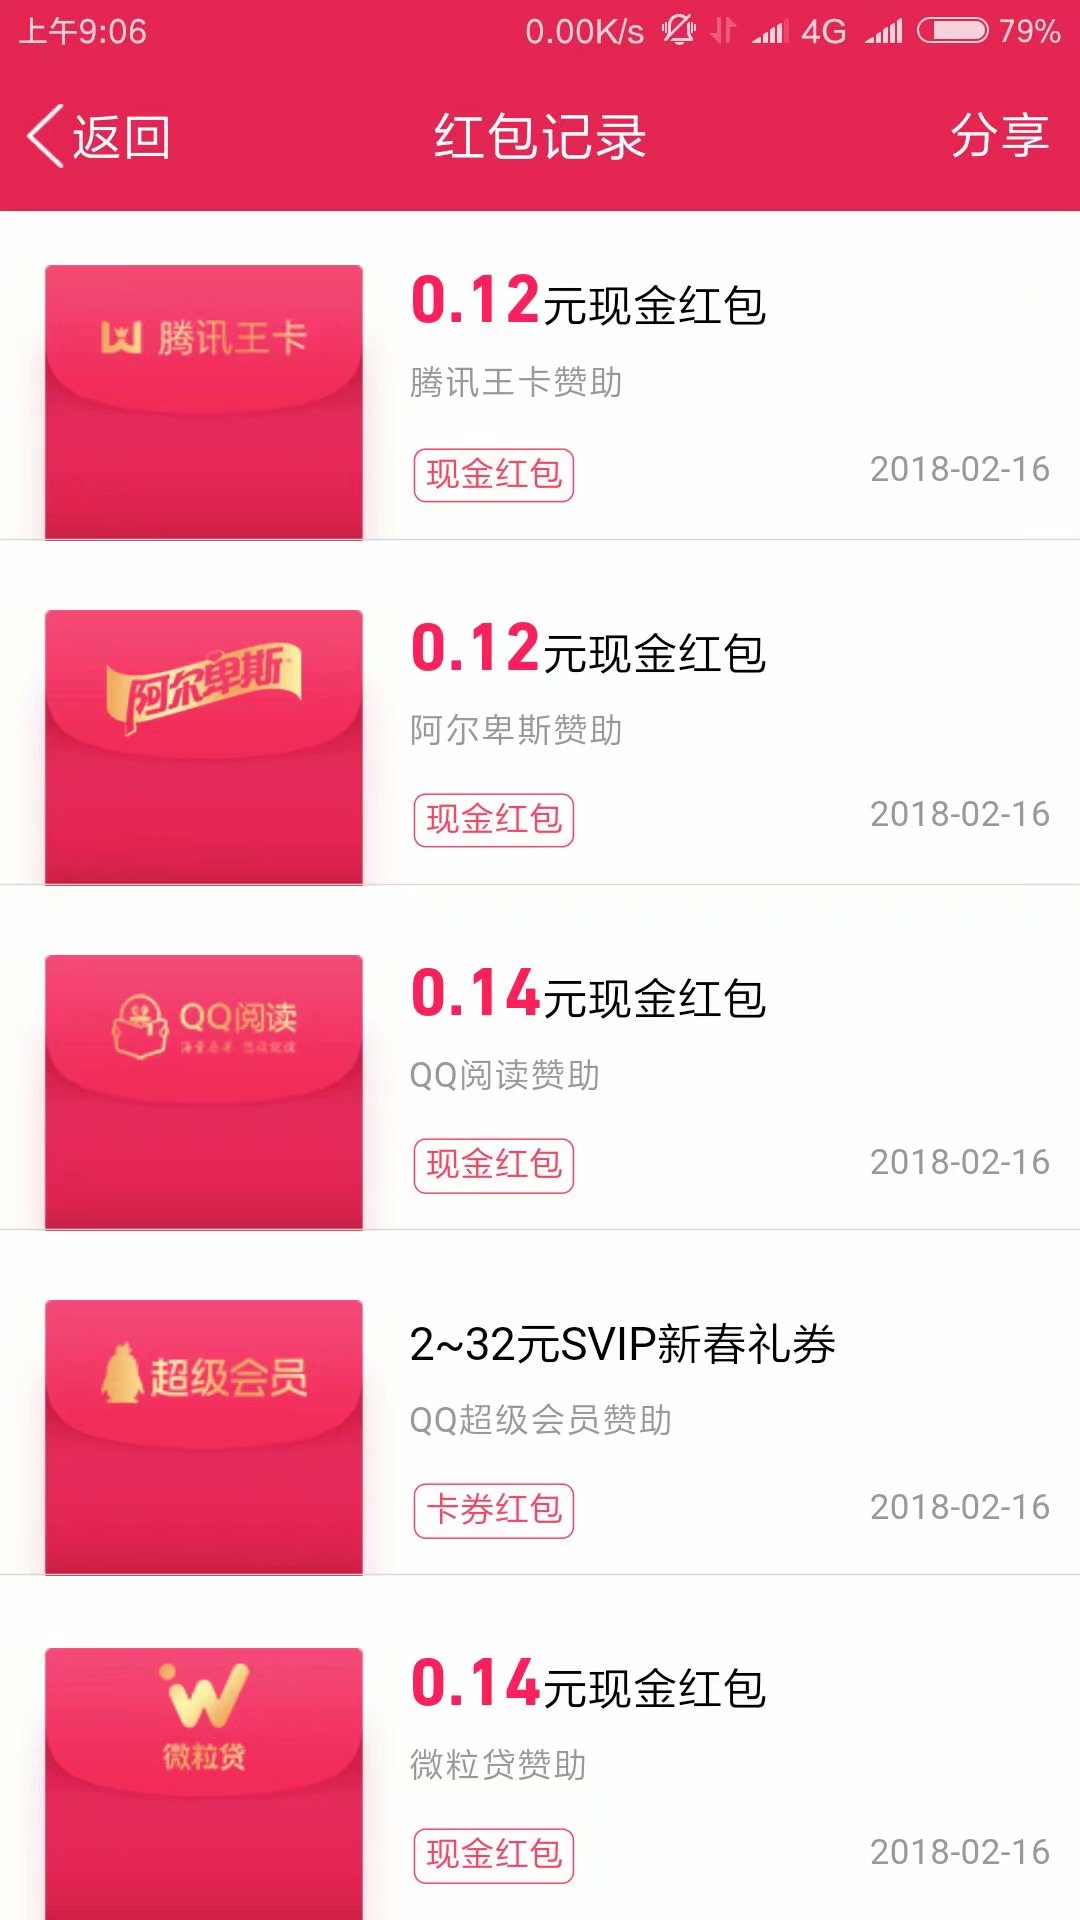 上午9:06
0.00K/s 4G 79%
返回
红包记录
分享
腾讯王卡
0.12元现金红包
腾讯王卡赞助
现金红包
2018-02-16
阿尔卑斯
0.12元现金红包
阿尔卑斯赞助
现金红包
2018-02-16
QQ阅读
0.14元现金红包
QQ阅读赞助
现金红包
2018-02-16
超级会员
2~32元SVIP新春礼券
QQ超级会员赞助
卡券红包
2018-02-16
微粒贷
0.14元现金红包
微粒贷赞助
现金红包
2018-02-16